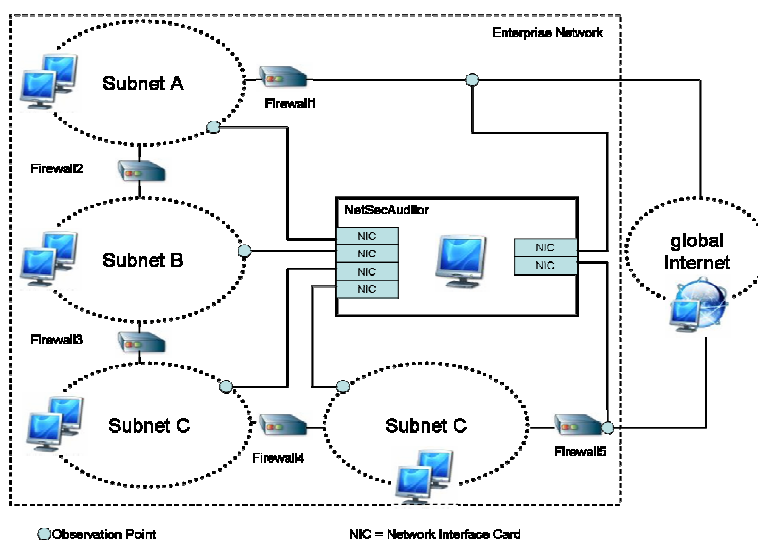 Enterprise Network
Subnet A
Firewall1
Firewall2
NetSecAuditor
NIC
NIC
NIC
NIC
NIC
NIC
Subnet B
global
Internet
Firewall3
Subnet C
Firewall4
Subnet C
Firewall5
Observation Point
NIC = Network Interface Card